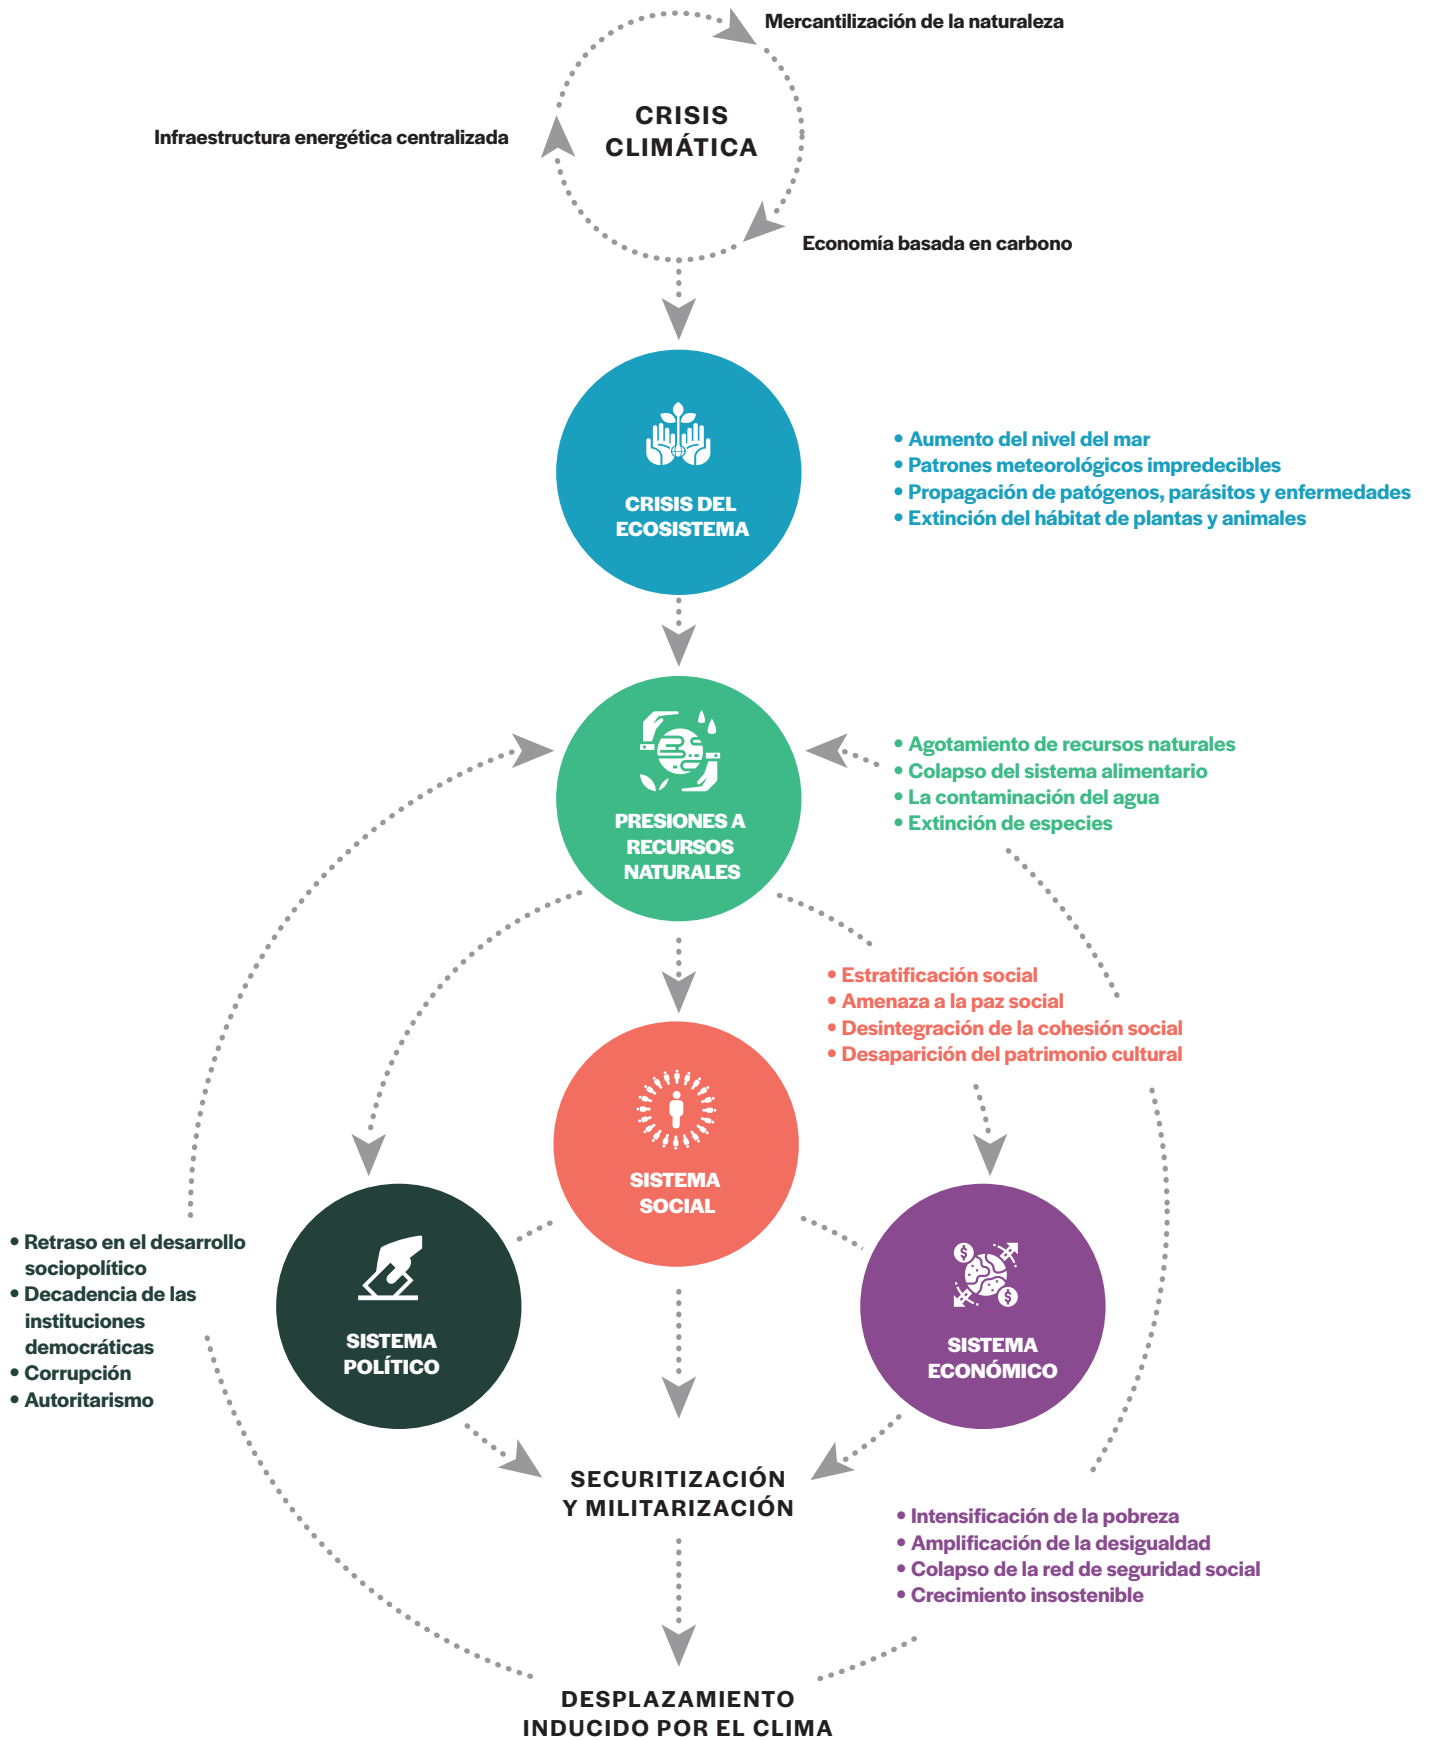 Mercantilización de la naturaleza
CRISIS
CLIMÁTICA
Infraestructura energética centralizada
Economía basada en carbono
CRISIS DEL
ECOSISTEMA
• Aumento del nivel del mar
• Patrones meteorológicos impredecibles
• Propagación de patógenos, parásitos y enfermedades
• Extinción del hábitat de plantas y animales
PRESIONES A
RECURSOS
NATURALES
• Agotamiento de recursos naturales
• Colapso del sistema alimentario
• La contaminación del agua
• Extinción de especies
• Estratificación social
• Amenaza a la paz social
• Desintegración de la cohesión social
• Desaparición del patrimonio cultural
SISTEMA
SOCIAL
• Retraso en el desarrollo
sociopolítico
• Decadencia de las
instituciones
democráticas
• Corrupción
• Autoritarismo
SISTEMA
POLÍTICO
$
$
SISTEMA
ECONÓMICO
SECURITIZACIÓN
Y MILITARIZACIÓN
• Intensificación de la pobreza
• Amplificación de la desigualdad
• Colapso de la red de seguridad social
• Crecimiento insostenible
DESPLAZAMIENTO
INDUCIDO POR EL CLIMA